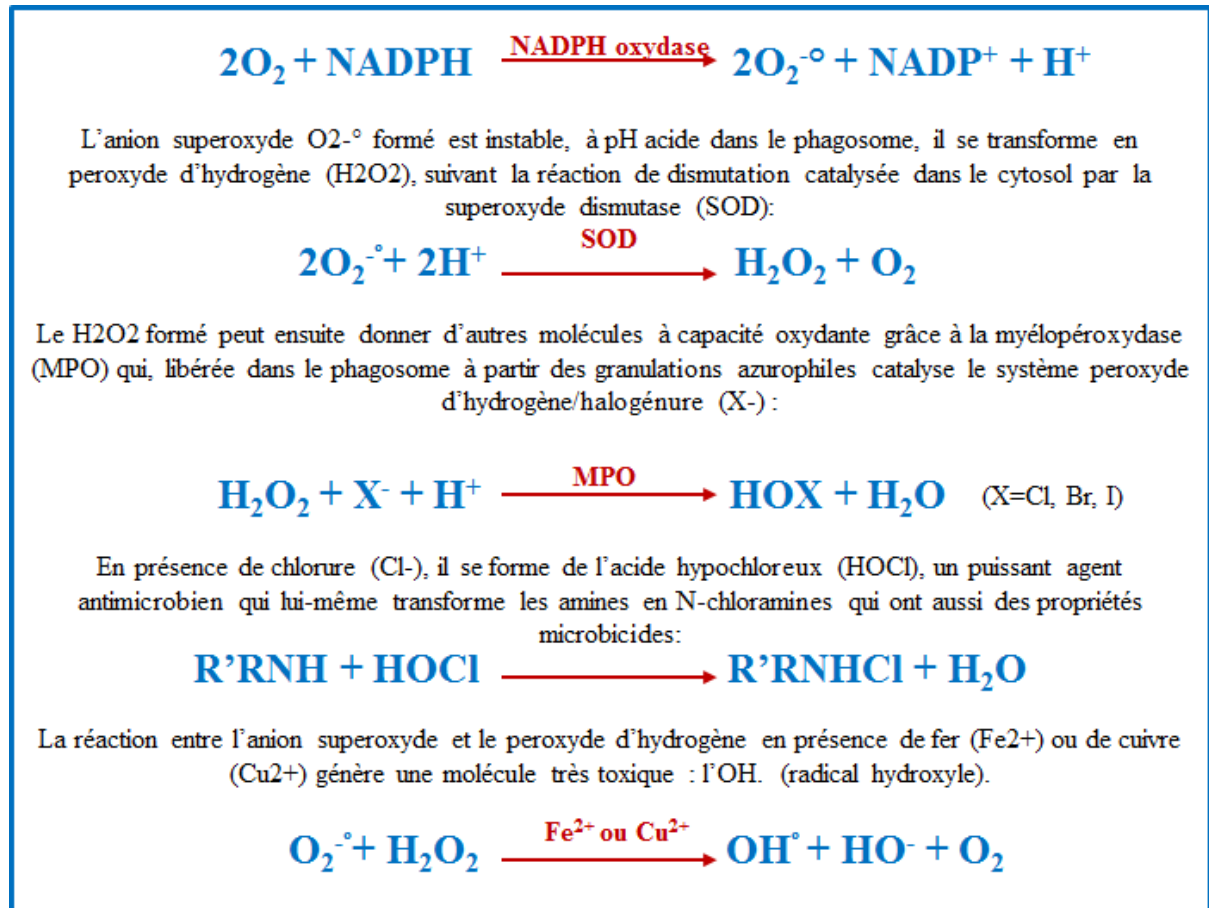 2O₂ + NADPH NADPH oxydase 2O₂⁻° + NADP⁺ + H⁺
L'anion superoxyde O2-° formé est instable, à pH acide dans le phagosome, il se transforme en
peroxyde d'hydrogène (H2O2), suivant la réaction de dismutation catalysée dans le cytosol par la
superoxyde dismutase (SOD):
SOD
2O₂⁻° + 2H⁺ H₂O₂ + O₂
Le H2O2 formé peut ensuite donner d'autres molécules à capacité oxydante grâce à la myélopéroxydase
(MPO) qui, libérée dans le phagosome à partir des granulations azurophiles catalyse le système peroxyde
d'hydrogène/halogénure (X-) :
MPO
H₂O₂ + X⁻ + H⁺ HOX + H₂O (X=Cl, Br, I)
En présence de chlorure (Cl-), il se forme de l'acide hypochloreux (HOCl), un puissant agent
antimicrobien qui lui-même transforme les amines en N-chloramines qui ont aussi des propriétés
microbicides:
R'RNH + HOCl R'RNHCl + H₂O
La réaction entre l'anion superoxyde et le peroxyde d'hydrogène en présence de fer (Fe2+) ou de cuivre
(Cu2+) génère une molécule très toxique : l'OH. (radical hydroxyle).
Fe²⁺ ou Cu²⁺
O₂⁻° + H₂O₂ OH° + HO⁻ + O₂